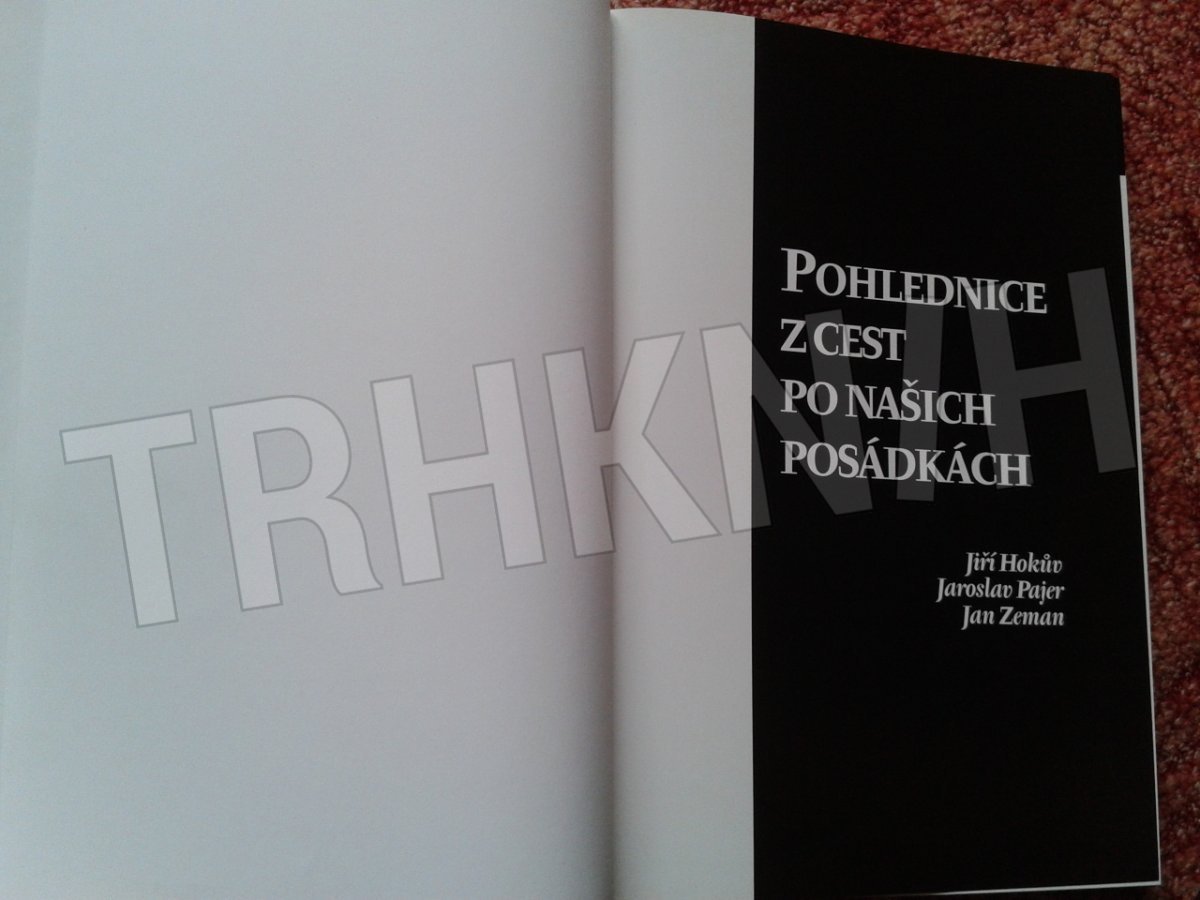 POHLEDNICE
Z CEST
PO NAŠICH
POSÁDKÁCH
Jiří Hokův
Jaroslav Pajer
Jan Zeman
TRHKNIH